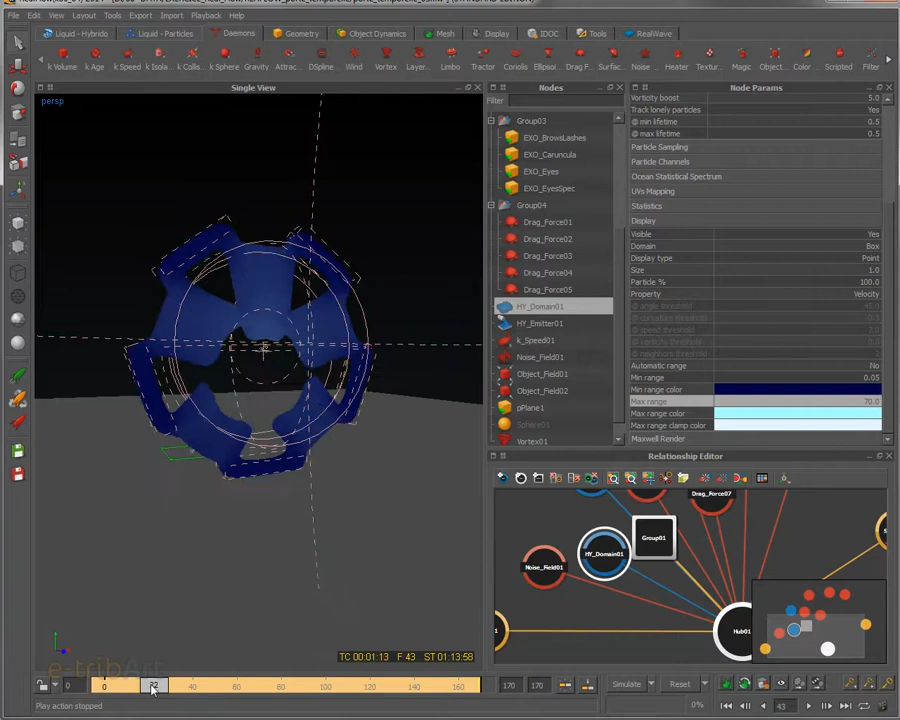 File Edit View Layout Tools Export Import Playback Help
Liquid - Hybrido Liquid - Particles Daemons Geometry Object Dynamics Mesh Display IDOC Tools RealWave
k Volume k Age k Speed k Isola... k Collis... k Sphere Gravity Attrac... DSpline Wind Vortex Layer... Limbo Tractor Coriolis Ellipsoi... Drag F... Surfac... Noise ... Heater Textur... Magic Object... Color ... Scripted Filter
Single View
persp
TC 00:01:13 F 43 ST 01:13:58
e-tribArt
Nodes
Filter
Group03
EXO_BrowsLashes
EXO_Caruncula
EXO_Eyes
EXO_EyesSpec
Group04
Drag_Force01
Drag_Force02
Drag_Force03
Drag_Force04
Drag_Force05
HY_Domain01
HY_Emitter01
k_Speed01
Noise_Field01
Object_Field01
Object_Field02
pPlane1
Sphere01
Vortex01
Node Params
Vorticity boost 5.0
Track lonely particles Yes
@ min lifetime 0.5
@ max lifetime 0.5
Particle Sampling
Particle Channels
Ocean Statistical Spectrum
UVs Mapping
Statistics
Display
Visible Yes
Domain Box
Display type Point
Size 1.0
Particle % 100.0
Property Velocity
Automatic range No
Min range 0.05
Min range color
Max range 70.0
Max range color
Max range clamp color
Maxwell Render
Relationship Editor
Drag_Force07
Group01
HY_Domain01
Noise_Field01
Hub01
0 0 40 60 80 100 120 140 160 170 170 Simulate Reset
Play action stopped 0% 43